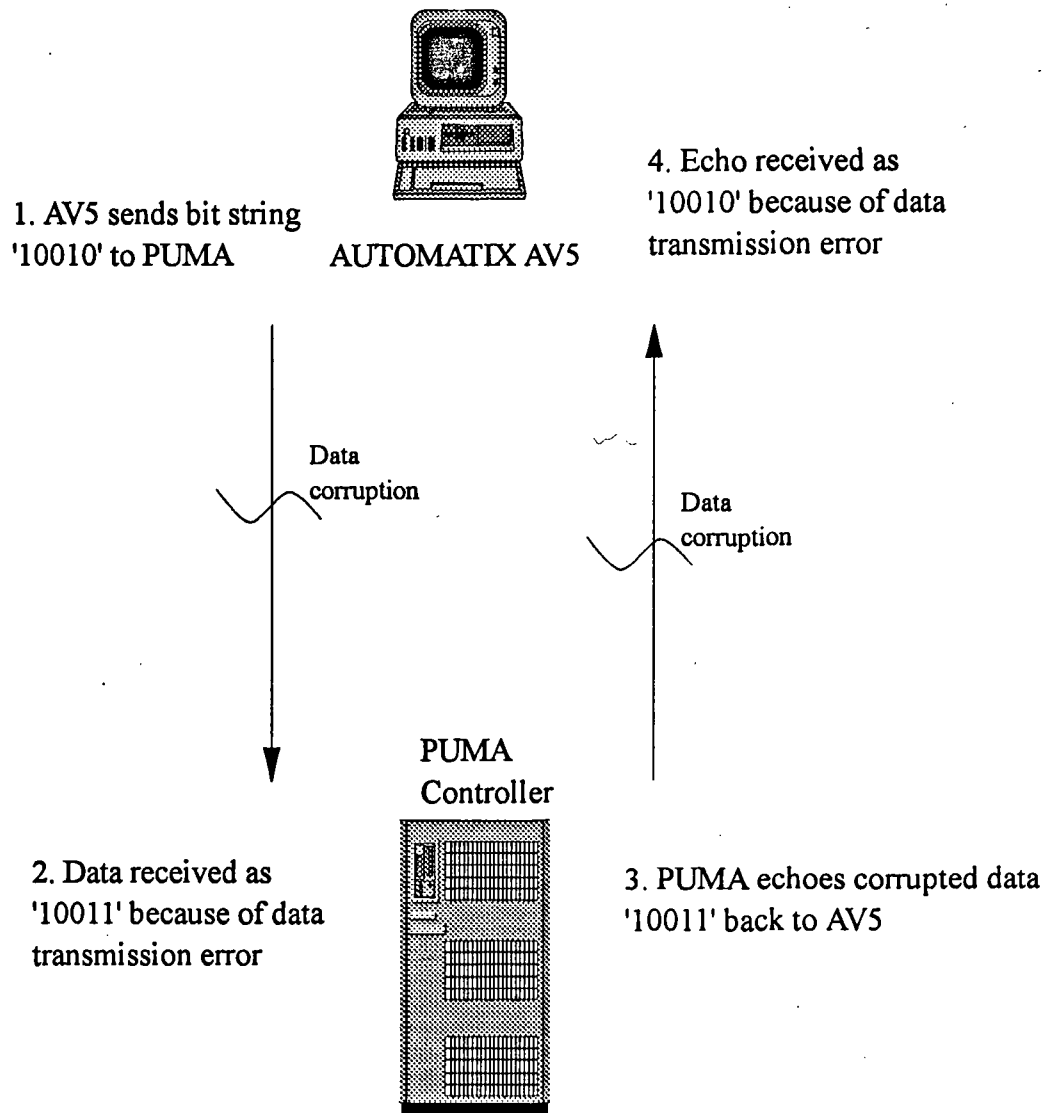 1. AV5 sends bit string
'10010' to PUMA
AUTOMATIX AV5
4. Echo received as
'10010' because of data
transmission error
Data
corruption
Data
corruption
PUMA
Controller
2. Data received as
'10011' because of data
transmission error
3. PUMA echoes corrupted data
'10011' back to AV5